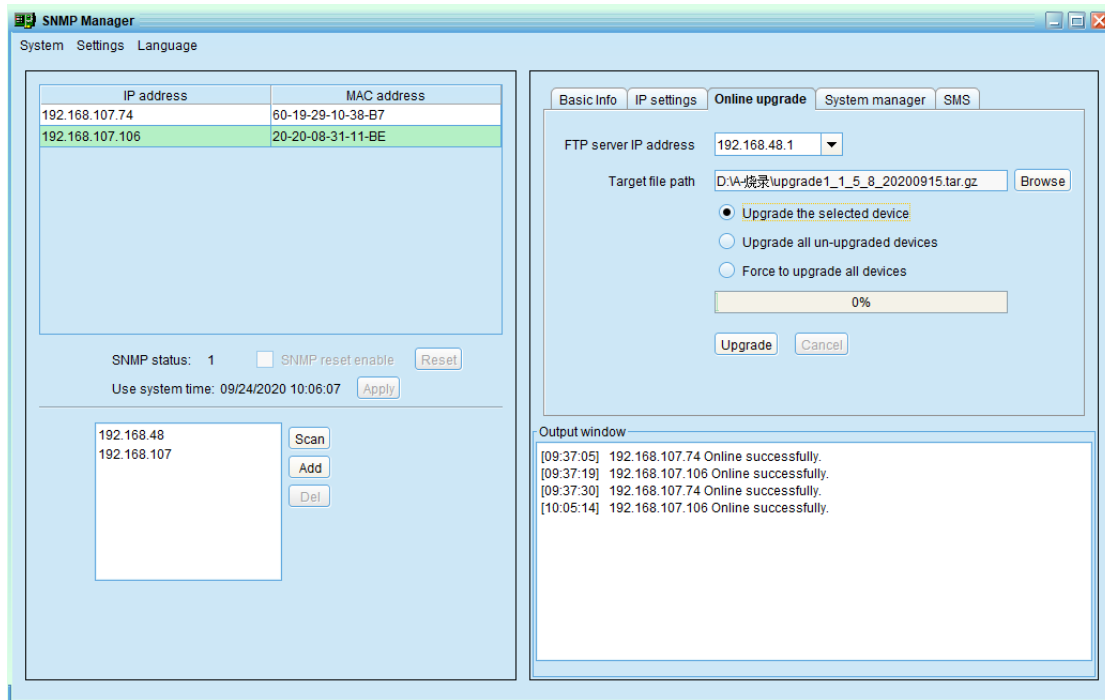 SNMP Manager
System Settings Language
IP address MAC address
192.168.107.74 60-19-29-10-38-B7
192.168.107.106 20-20-08-31-11-BE
SNMP status: 1 SNMP reset enable Reset
Use system time: 09/24/2020 10:06:07 Apply
192.168.48
192.168.107
Scan
Add
Del
Basic Info IP settings Online upgrade System manager SMS
FTP server IP address 192.168.48.1
Target file path D:\A-烧录\upgrade1_1_5_8_20200915.tar.gz Browse
Upgrade the selected device
Upgrade all un-upgraded devices
Force to upgrade all devices
0%
Upgrade Cancel
Output window
[09:37:05] 192.168.107.74 Online successfully.
[09:37:19] 192.168.107.106 Online successfully.
[09:37:30] 192.168.107.74 Online successfully.
[10:05:14] 192.168.107.106 Online successfully.